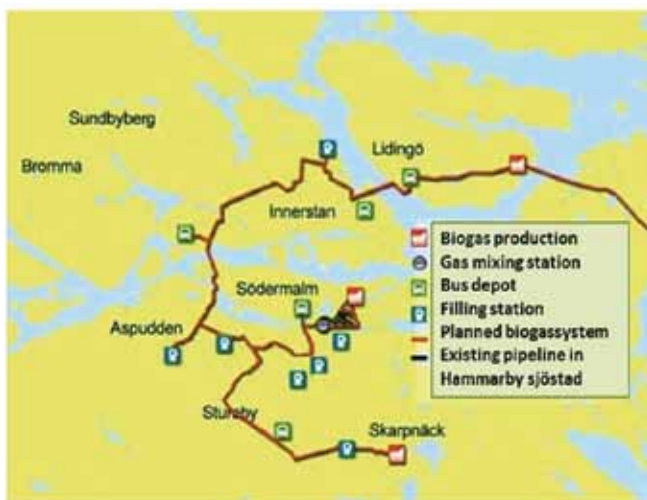 Sundbyberg
Lidingö
Bromma
Innerstan
Biogas production
Gas mixing station
Bus depot
Södermalm
Filling station
Aspudden
Planned biogassystem
Existing pipeline in
Hammarby sjöstad
Stureby
Skarpnäck